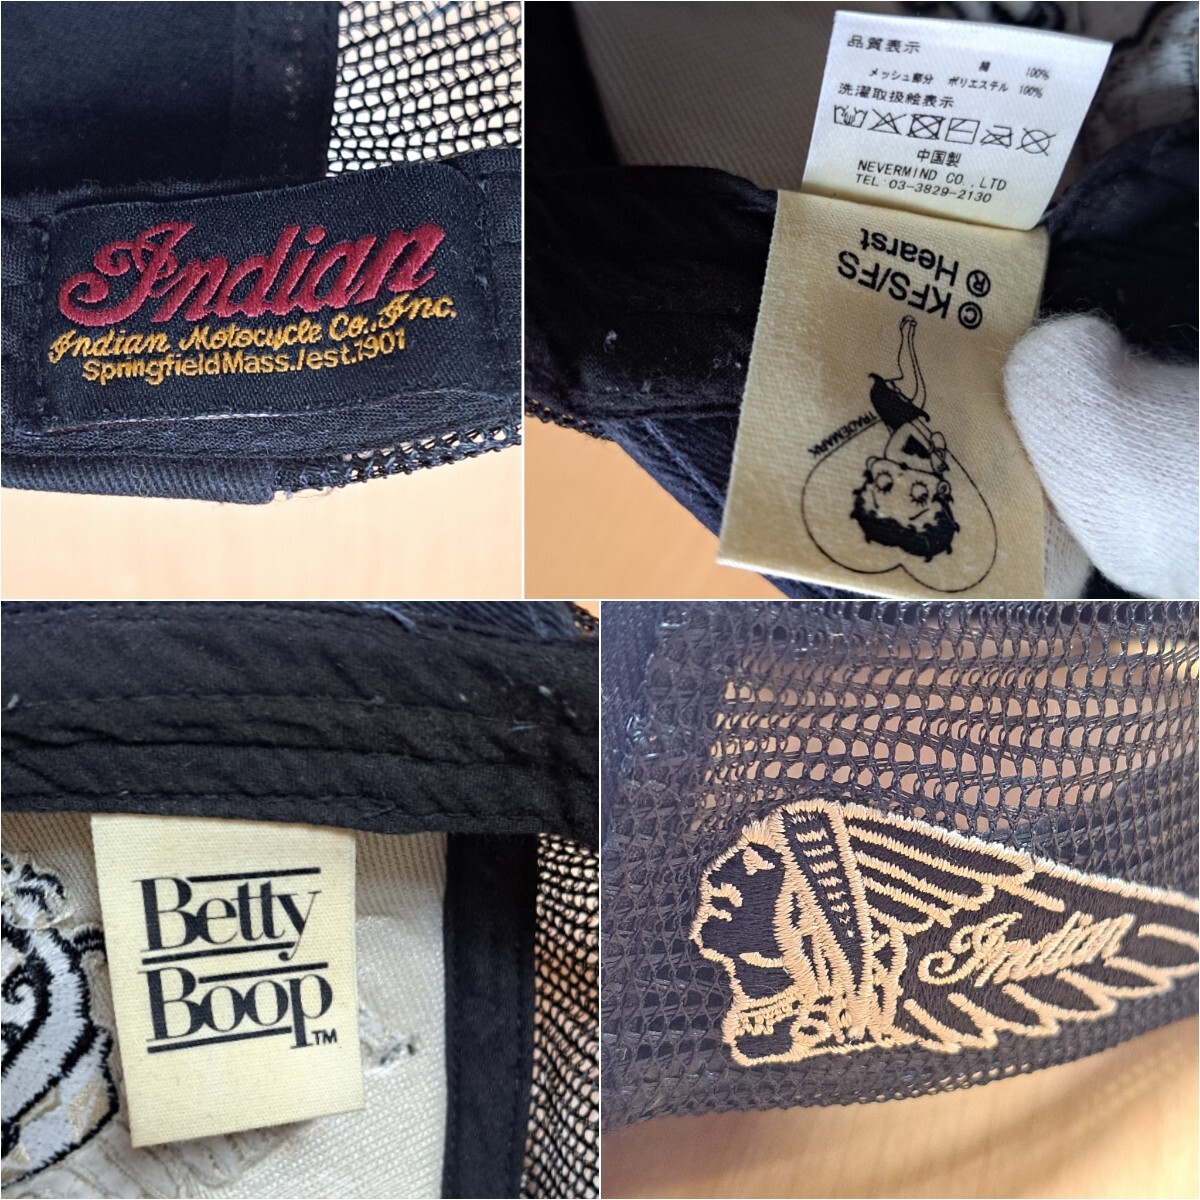 Indian
Indian Motocycle Co.,Inc.
Springfield Mass./est.1901
品質表示
綿 100%
メッシュ部分 ポリエステル 100%
洗濯取扱絵表示
中国製
NEVERMIND CO.,LTD
TEL 03-3829-2130
© KFS/FS
® Hearst
TRADEMARK
Betty
Boop™
Indian